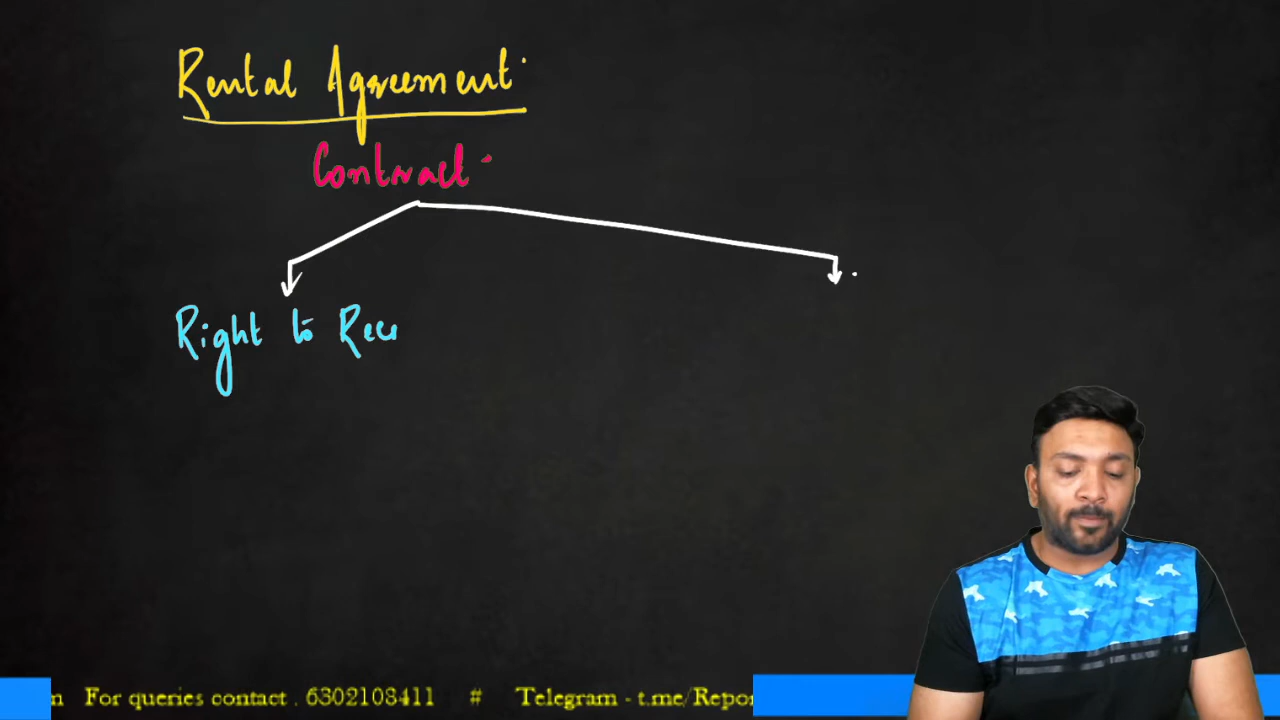 Rental Agreement
Contract
Right to Rec
m For queries contact . 6302108411 # Telegram - t.me/Repor